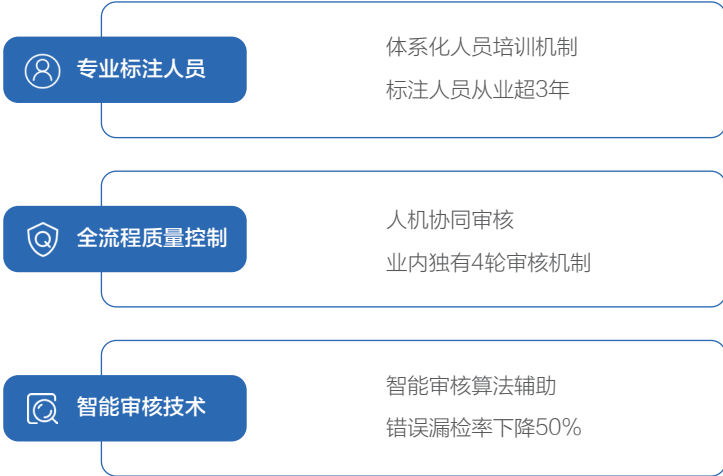 专业标注人员
体系化人员培训机制
标注人员从业超3年
全流程质量控制
人机协同审核
业内独有4轮审核机制
智能审核技术
智能审核算法辅助
错误漏检率下降50%